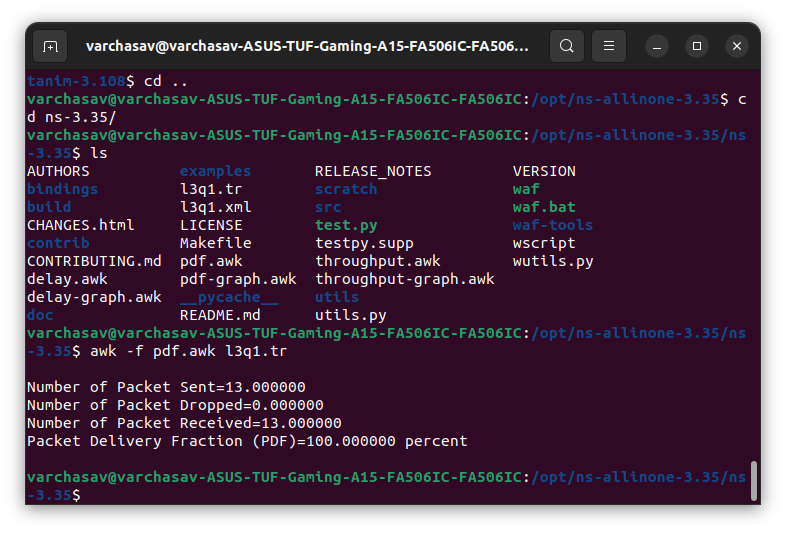 varchasav@varchasav-ASUS-TUF-Gaming-A15-FA506IC-FA506...
tanim-3.108$ cd ..
varchasav@varchasav-ASUS-TUF-Gaming-A15-FA506IC-FA506IC:/opt/ns-allinone-3.35$ c
d ns-3.35/
varchasav@varchasav-ASUS-TUF-Gaming-A15-FA506IC-FA506IC:/opt/ns-allinone-3.35/ns
-3.35$ ls
AUTHORS          examples       RELEASE_NOTES         VERSION
bindings         l3q1.tr        scratch               waf
build            l3q1.xml       src                   waf.bat
CHANGES.html     LICENSE        test.py               waf-tools
contrib          Makefile       testpy.supp           wscript
CONTRIBUTING.md  pdf.awk        throughput.awk        wutils.py
delay.awk        pdf-graph.awk  throughput-graph.awk
delay-graph.awk  __pycache__    utils
doc              README.md      utils.py
varchasav@varchasav-ASUS-TUF-Gaming-A15-FA506IC-FA506IC:/opt/ns-allinone-3.35/ns
-3.35$ awk -f pdf.awk l3q1.tr
Number of Packet Sent=13.000000
Number of Packet Dropped=0.000000
Number of Packet Received=13.000000
Packet Delivery Fraction (PDF)=100.000000 percent
varchasav@varchasav-ASUS-TUF-Gaming-A15-FA506IC-FA506IC:/opt/ns-allinone-3.35/ns
-3.35$